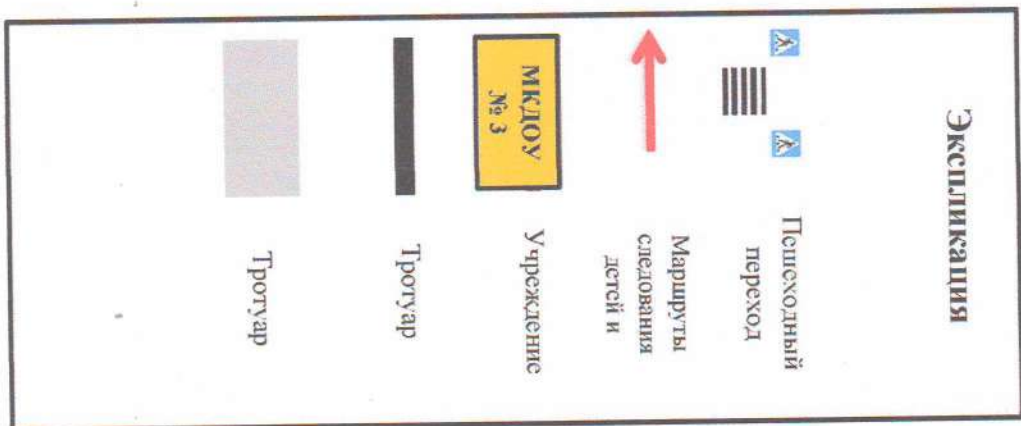 Экспликация
Пешеходный
переход
Маршруты
следования
детей и
МКДОУ
№ 3
Учреждение
Тротуар
Тротуар